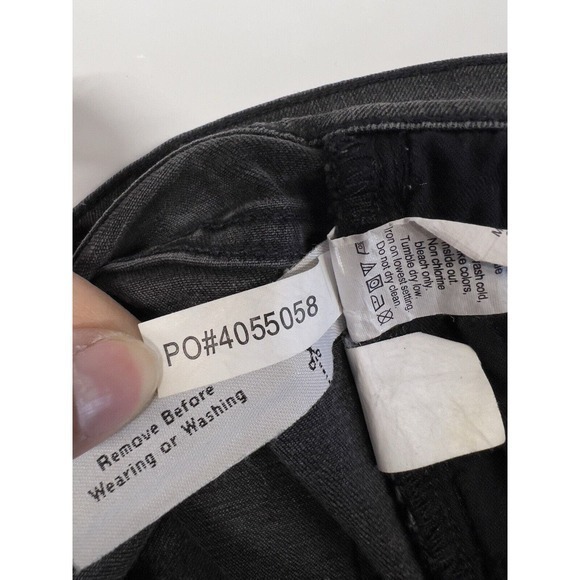 PO#4055058
Remove Before
Wearing or Washing
wash cold,
colors,
inside out.
Non chlorine
bleach only.
Tumble dry low.
Iron on lowest setting.
Do not dry clean.